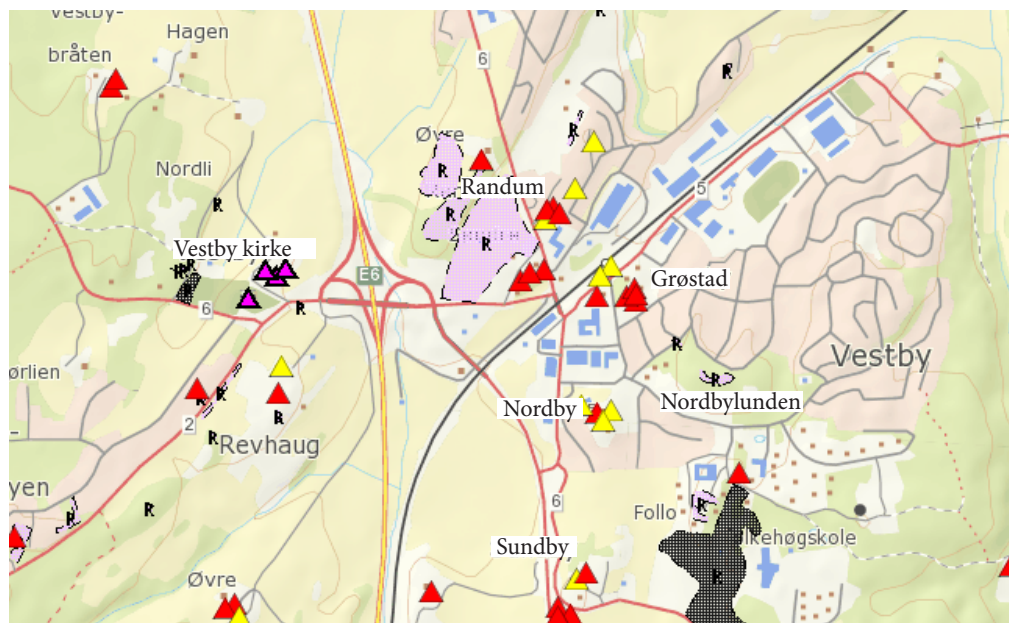 Vestby-
bråten
Hagen
6
6
Øvre
R
R
R
5
Nordli
R
Randum
R
R
R
Vestby kirke
R
R
E6
Grøstad
6
R
R
ørlien
R
Vestby
R
Nordbylunden
Nordby
R
R
2
R
R
Revhaug
yen
R
R
6
Follo
R
lkehøgskole
Sundby
R
Øvre